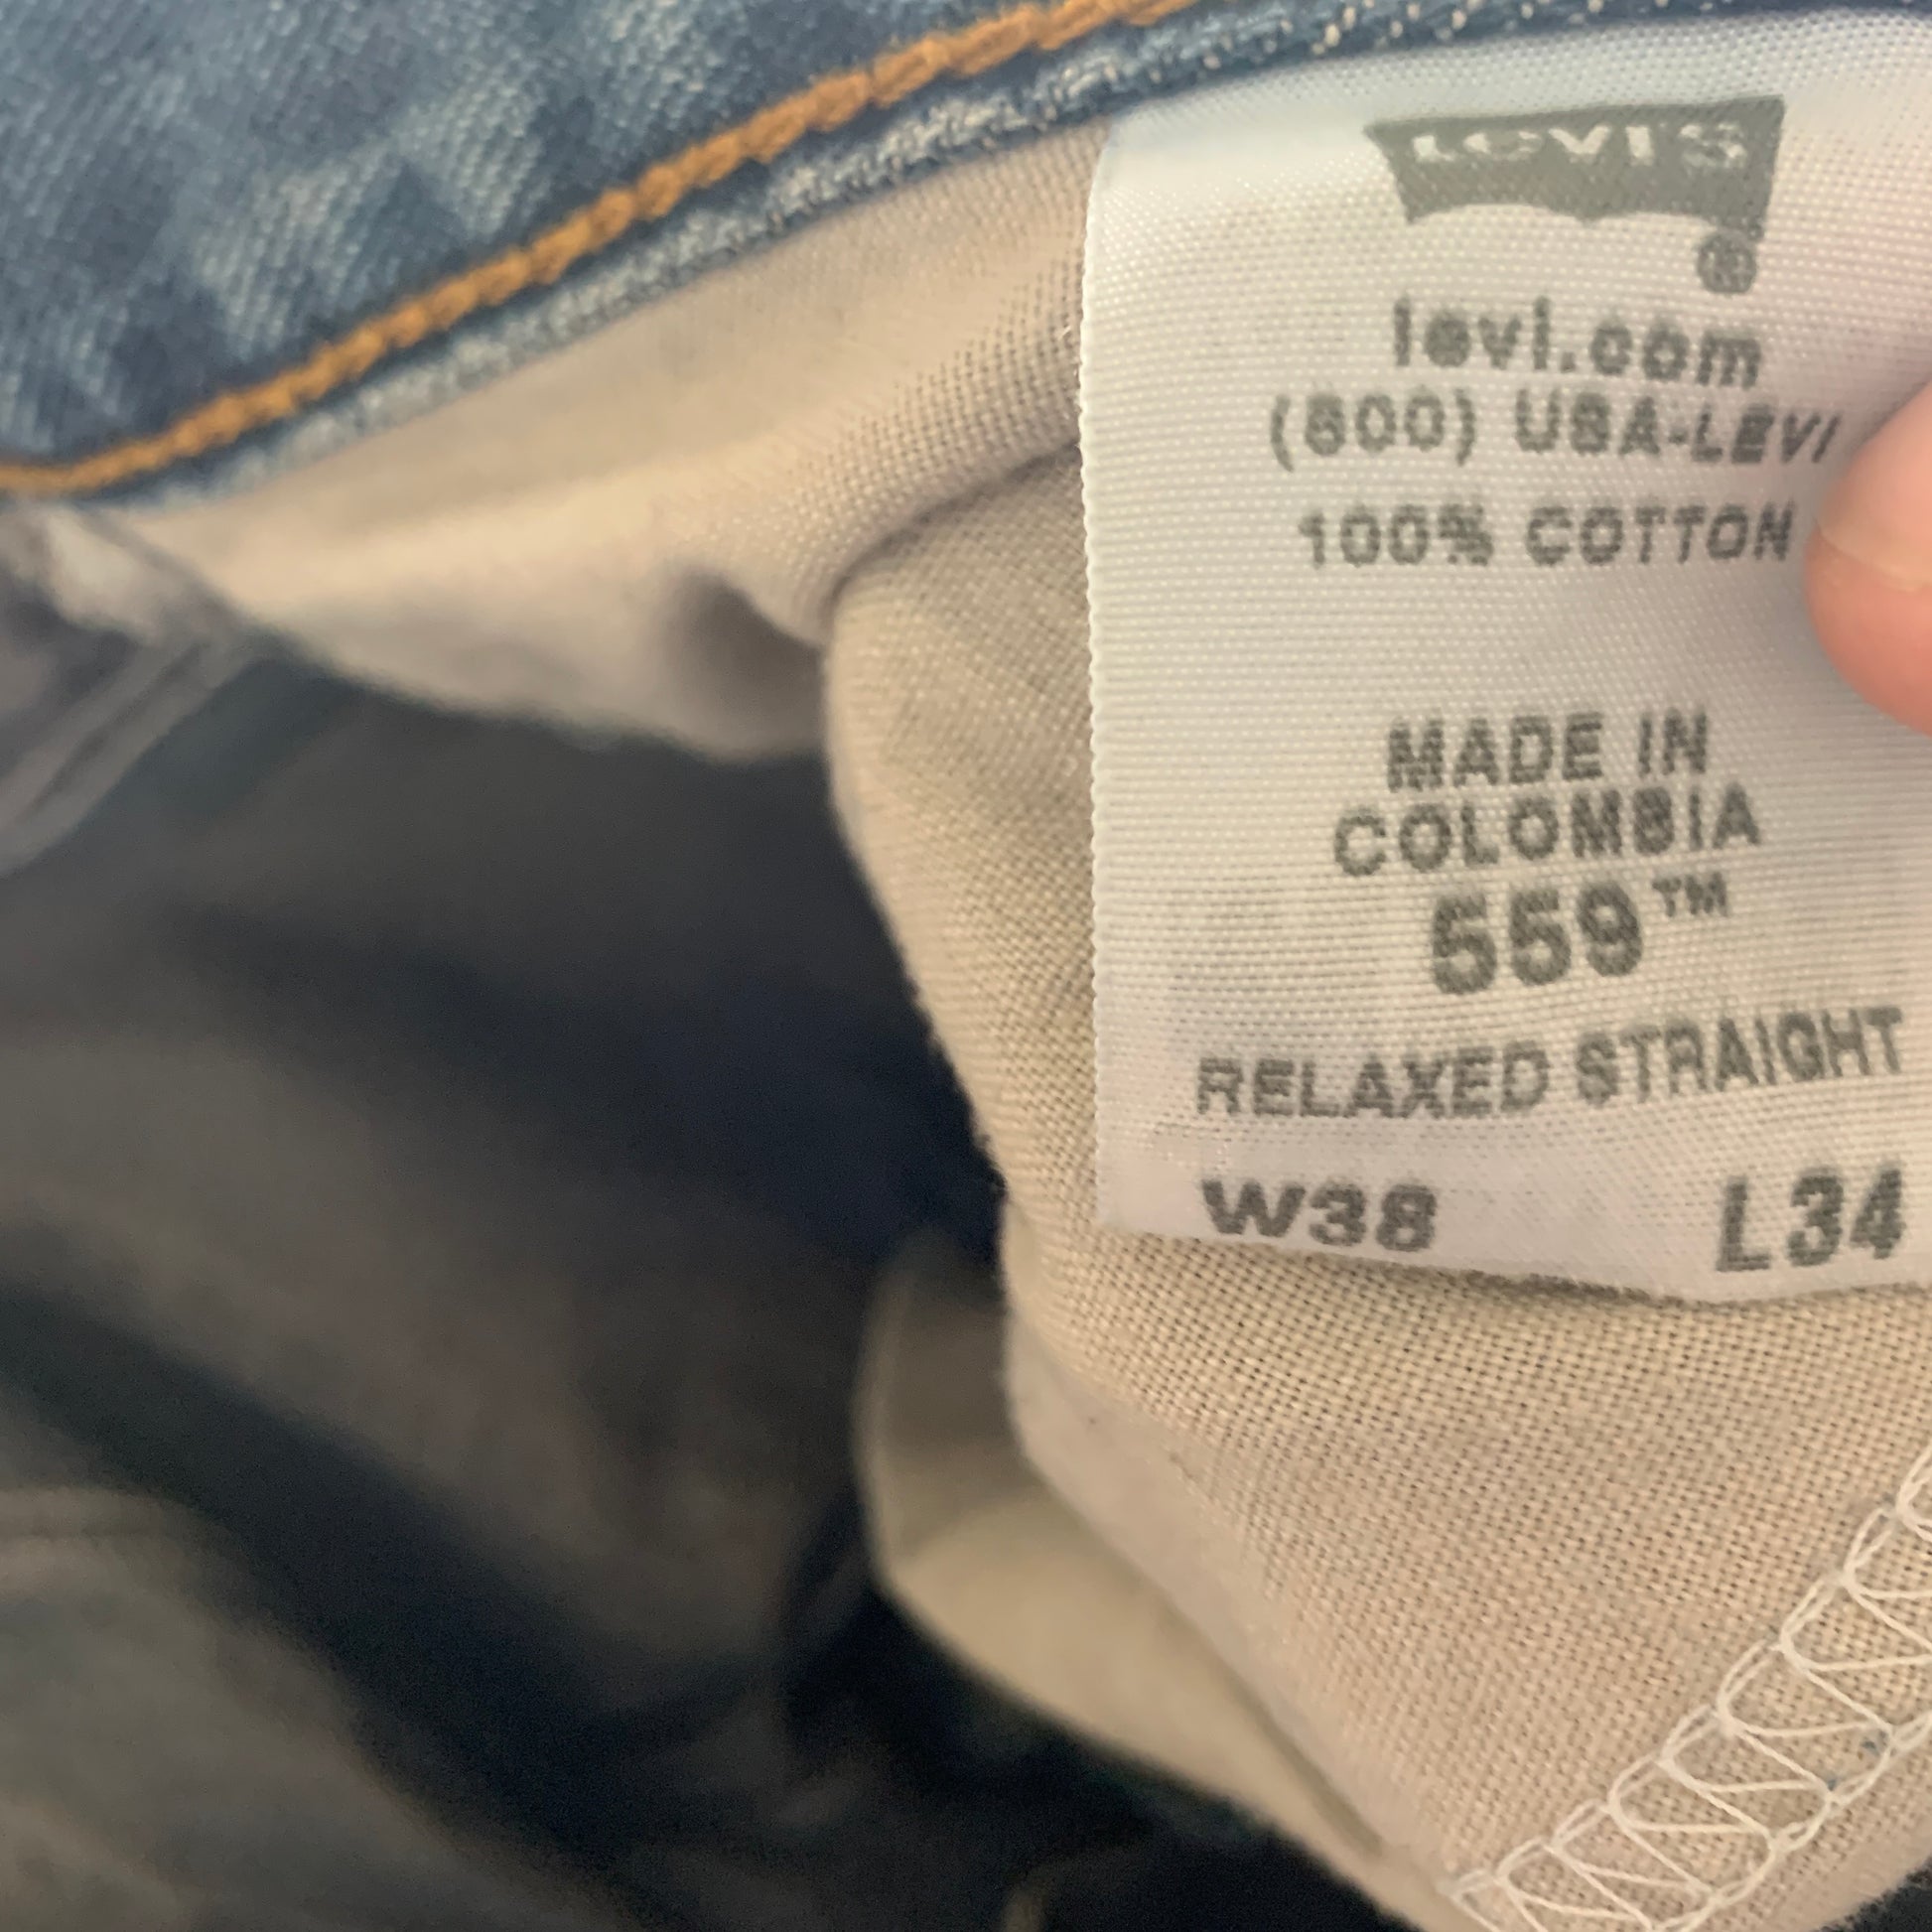 LEVI'S
®
levi.com
(800) USA-LEVI
100% COTTON
MADE IN
COLOMBIA
559™
RELAXED STRAIGHT
W38 L34